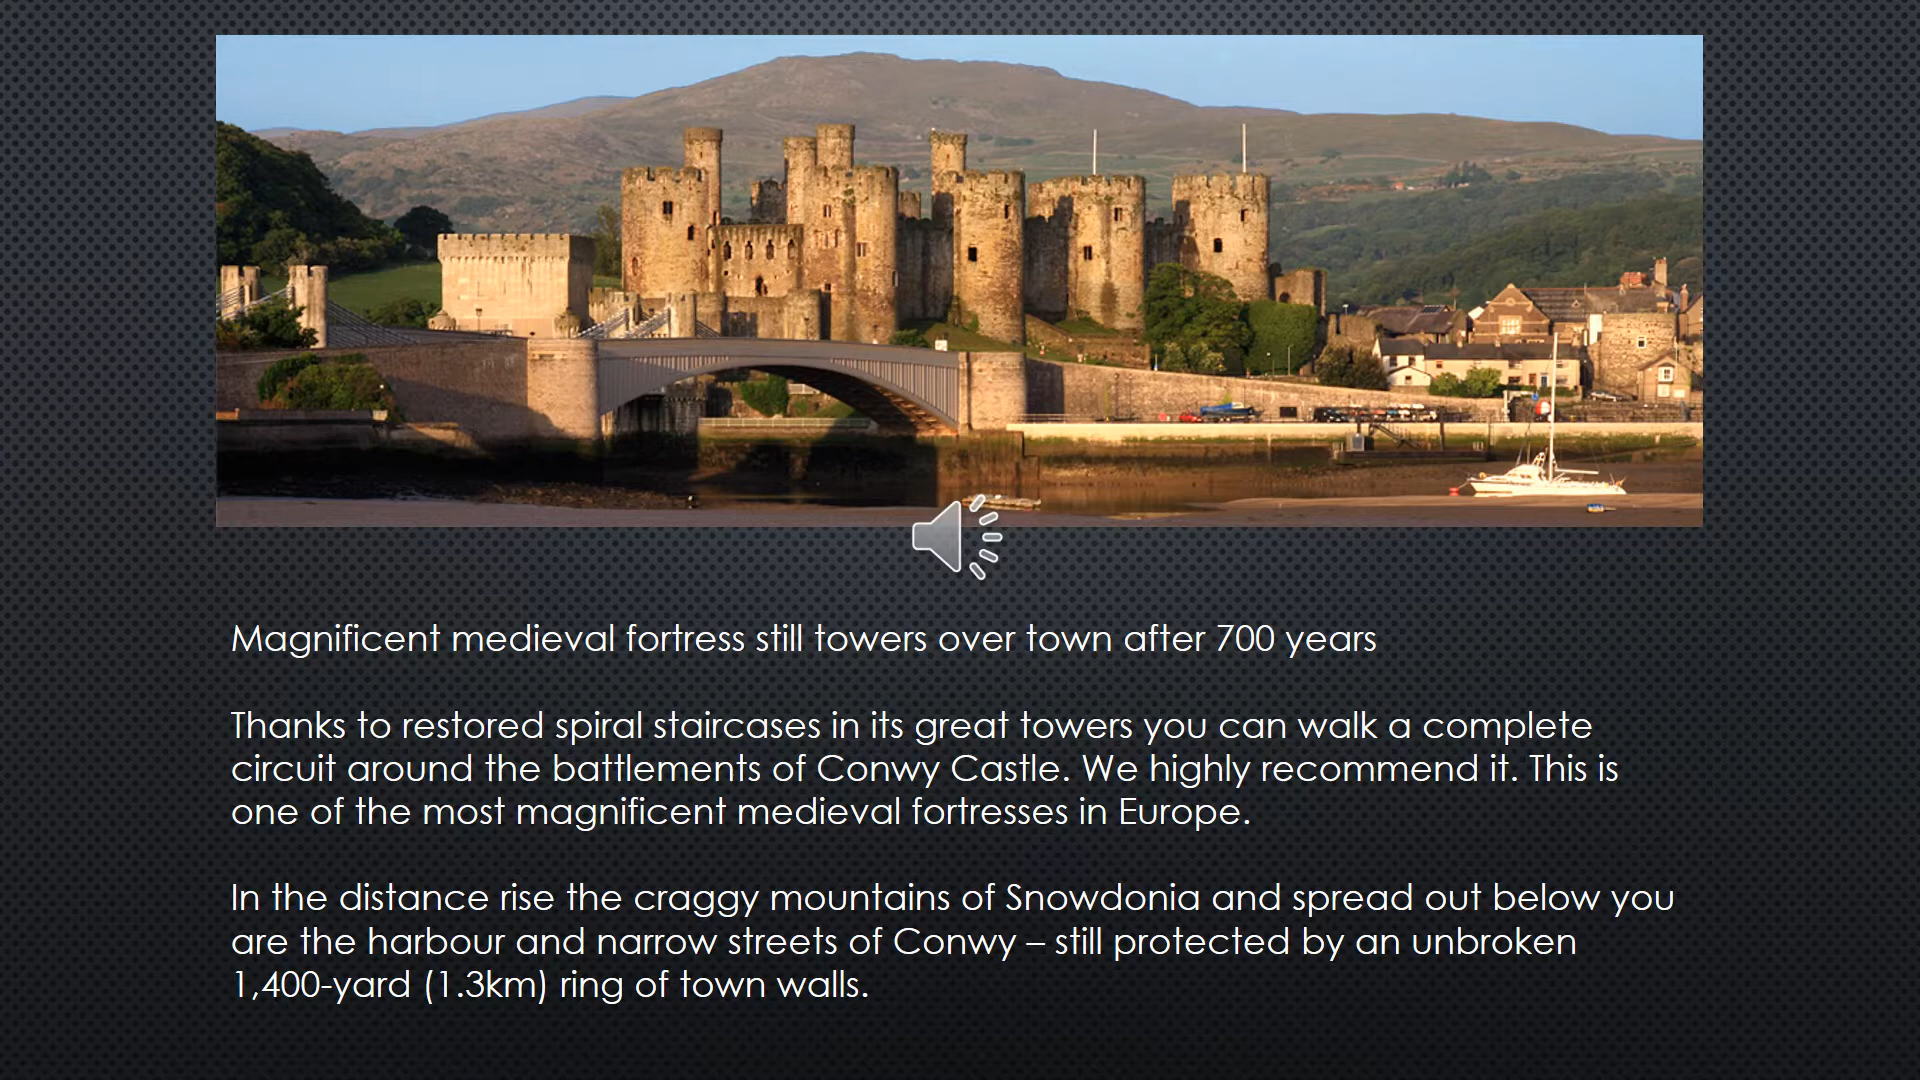 Magnificent medieval fortress still towers over town after 700 years
Thanks to restored spiral staircases in its great towers you can walk a complete
circuit around the battlements of Conwy Castle. We highly recommend it. This is
one of the most magnificent medieval fortresses in Europe.
In the distance rise the craggy mountains of Snowdonia and spread out below you
are the harbour and narrow streets of Conwy – still protected by an unbroken
1,400-yard (1.3km) ring of town walls.